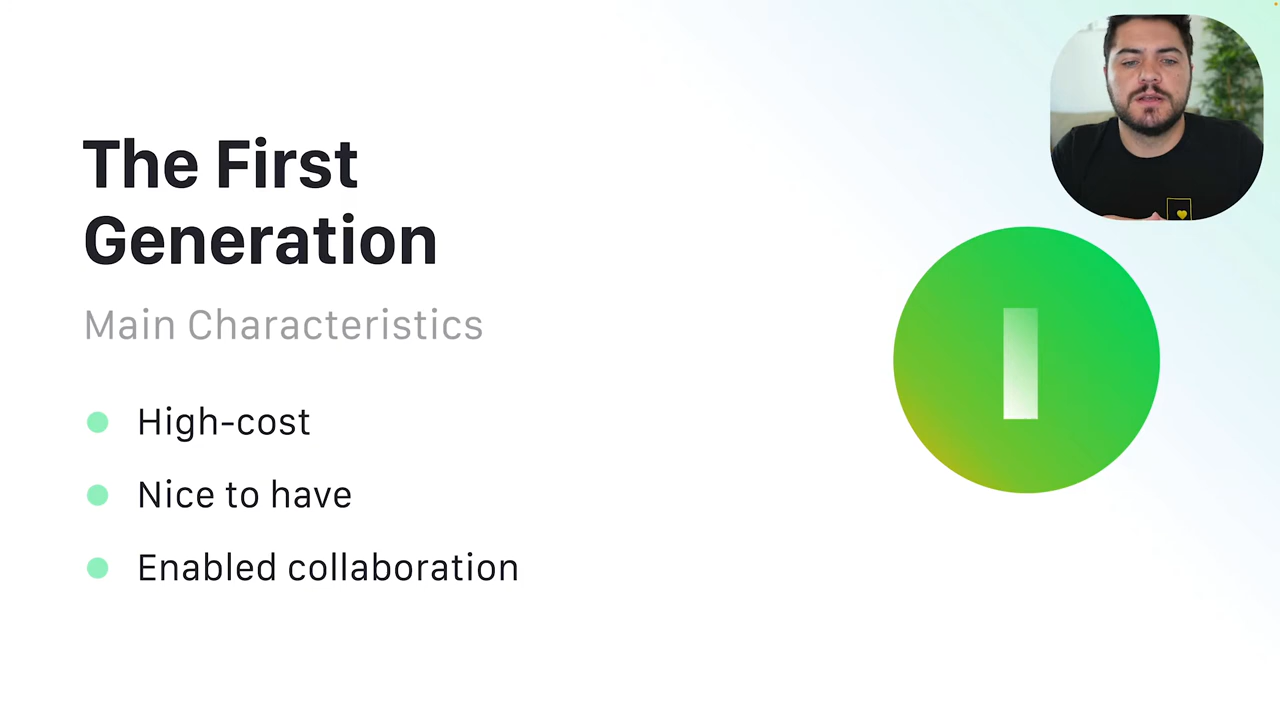 The First
Generation
Main Characteristics
High-cost
Nice to have
Enabled collaboration
I